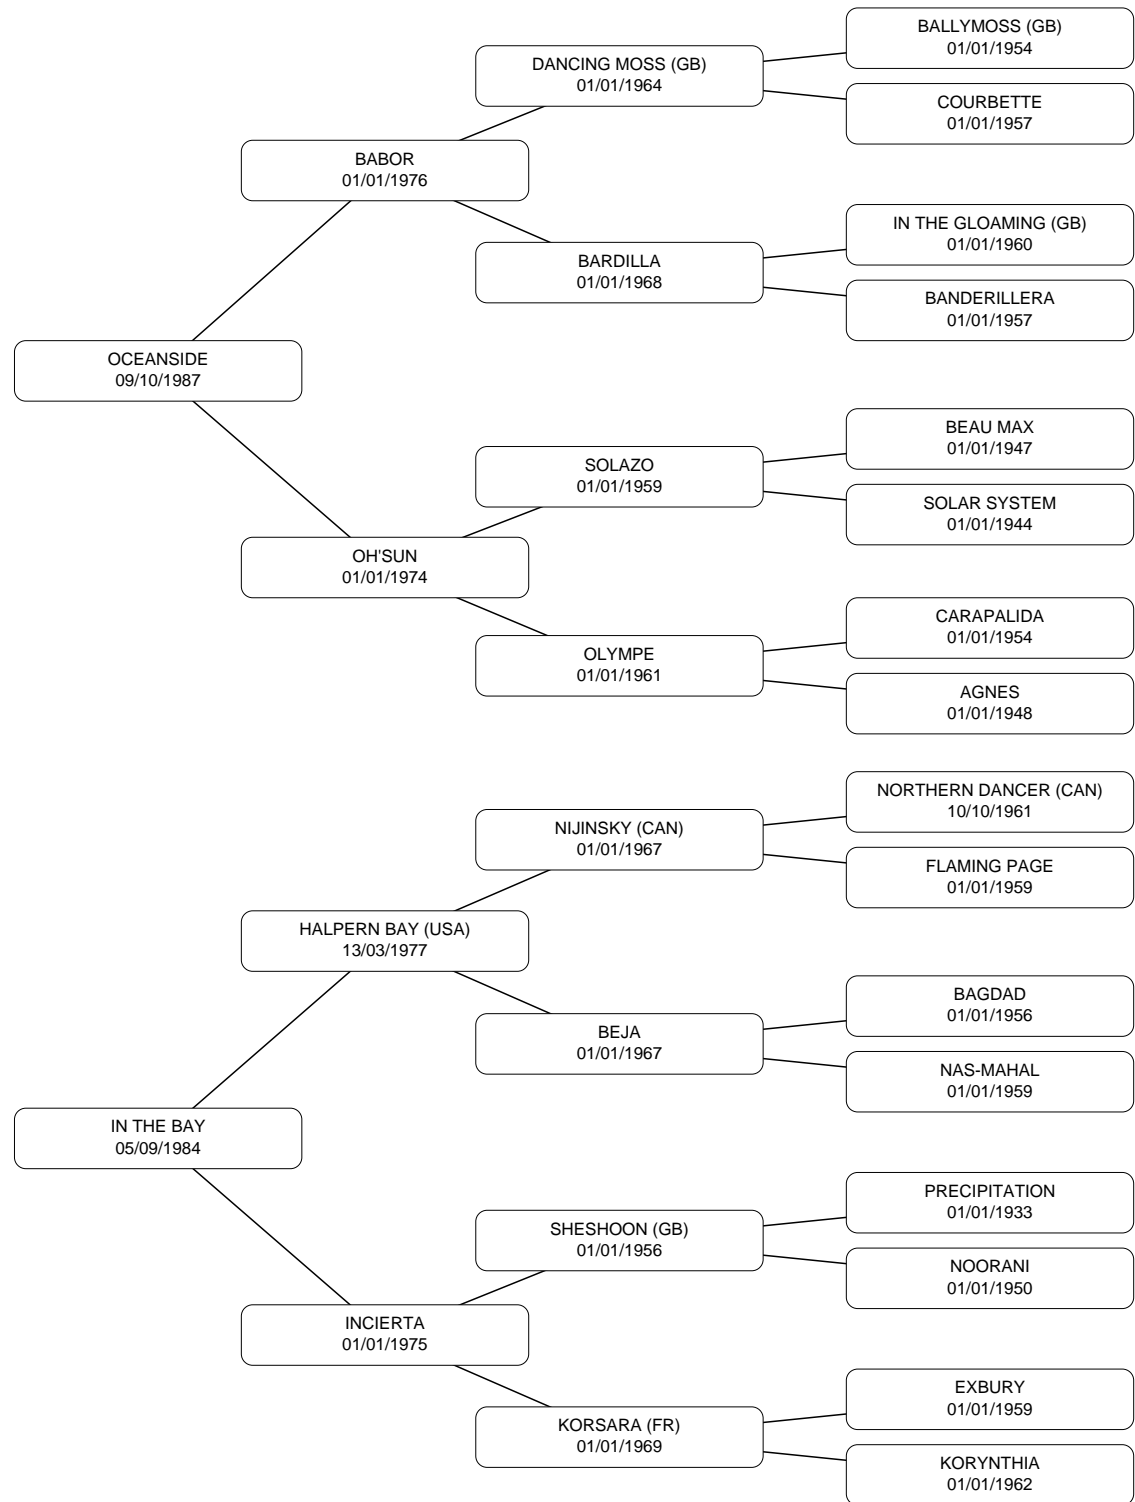 BALLYMOSS (GB)
01/01/1954
DANCING MOSS (GB)
01/01/1964
COURBETTE
01/01/1957
BABOR
01/01/1976
IN THE GLOAMING (GB)
01/01/1960
BARDILLA
01/01/1968
BANDERILLERA
01/01/1957
OCEANSIDE
09/10/1987
BEAU MAX
01/01/1947
SOLAZO
01/01/1959
SOLAR SYSTEM
01/01/1944
OH'SUN
01/01/1974
CARAPALIDA
01/01/1954
OLYMPE
01/01/1961
AGNES
01/01/1948
NORTHERN DANCER (CAN)
10/10/1961
NIJINSKY (CAN)
01/01/1967
FLAMING PAGE
01/01/1959
HALPERN BAY (USA)
13/03/1977
BAGDAD
01/01/1956
BEJA
01/01/1967
NAS-MAHAL
01/01/1959
IN THE BAY
05/09/1984
PRECIPITATION
01/01/1933
SHESHOON (GB)
01/01/1956
NOORANI
01/01/1950
INCIERTA
01/01/1975
EXBURY
01/01/1959
KORSARA (FR)
01/01/1969
KORYNTHIA
01/01/1962